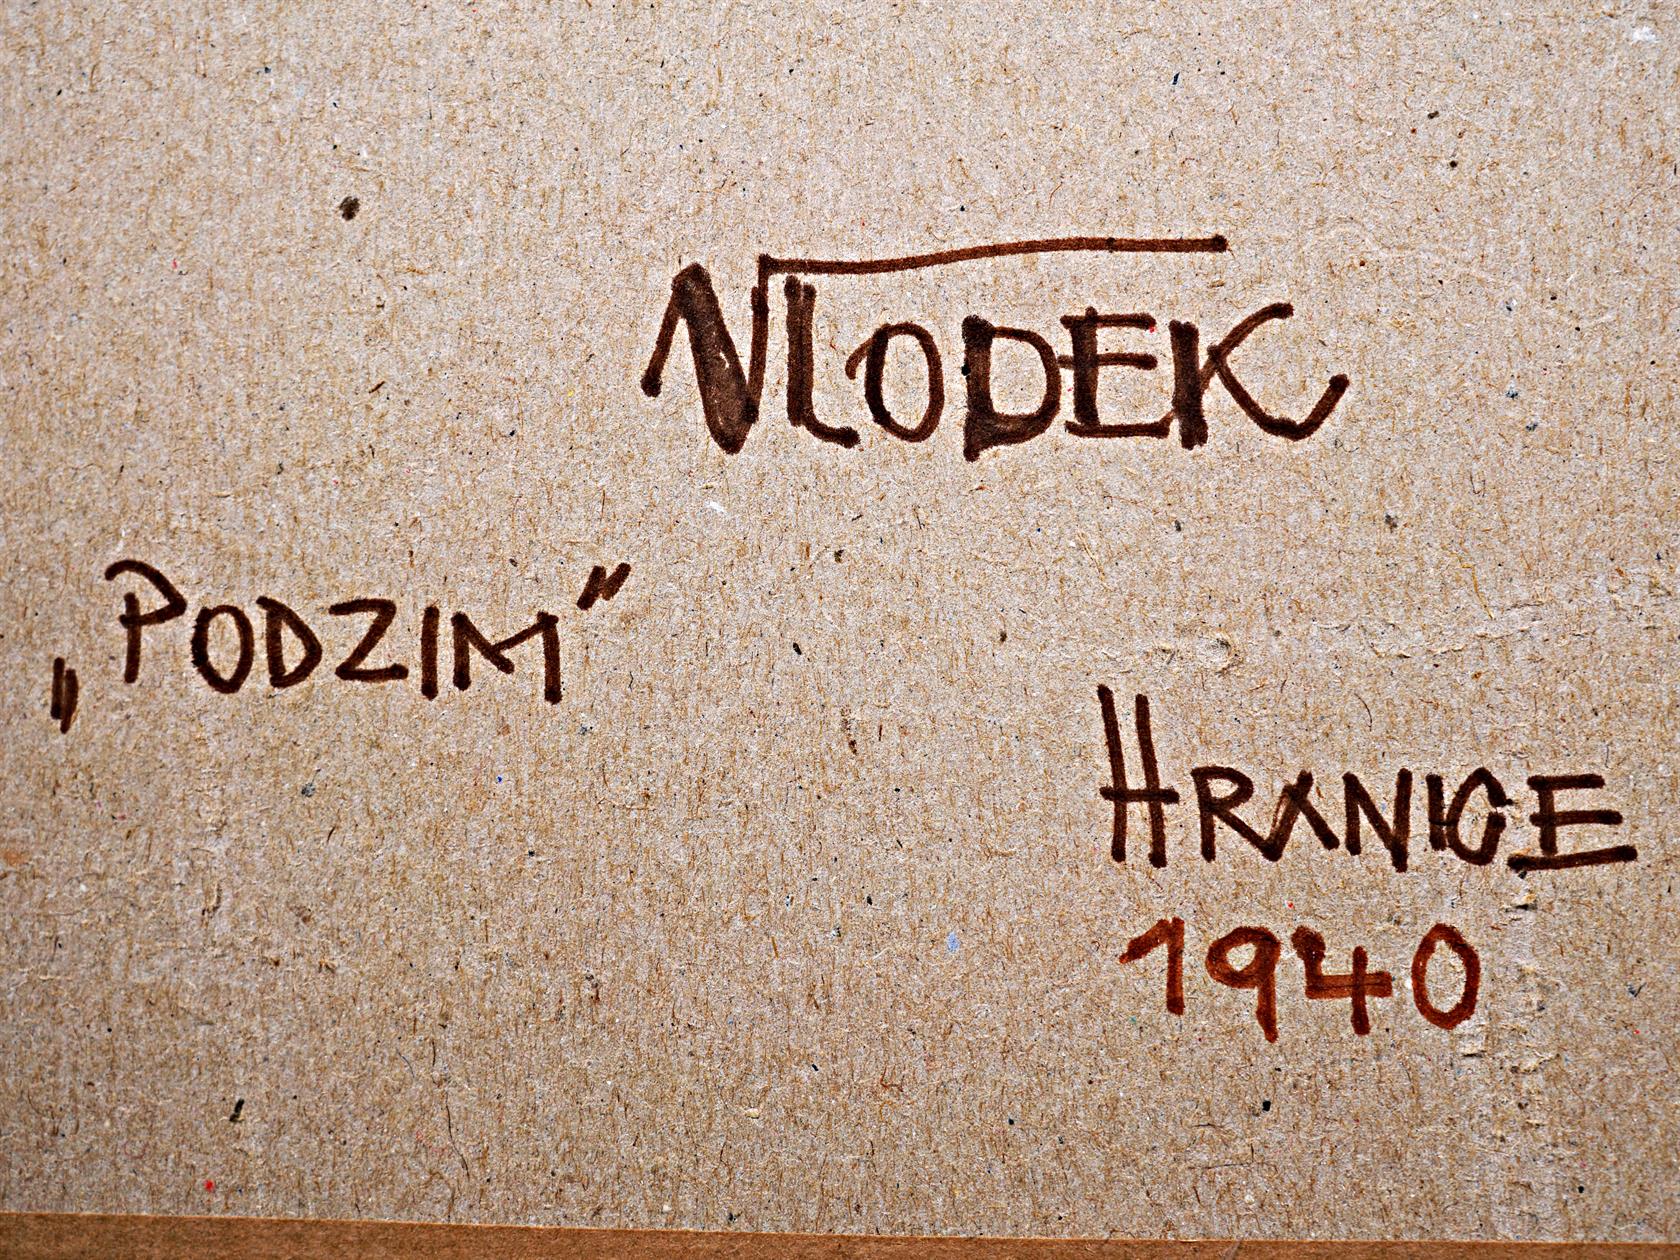 VLODEK
„PODZIM“
HRANICE
1940